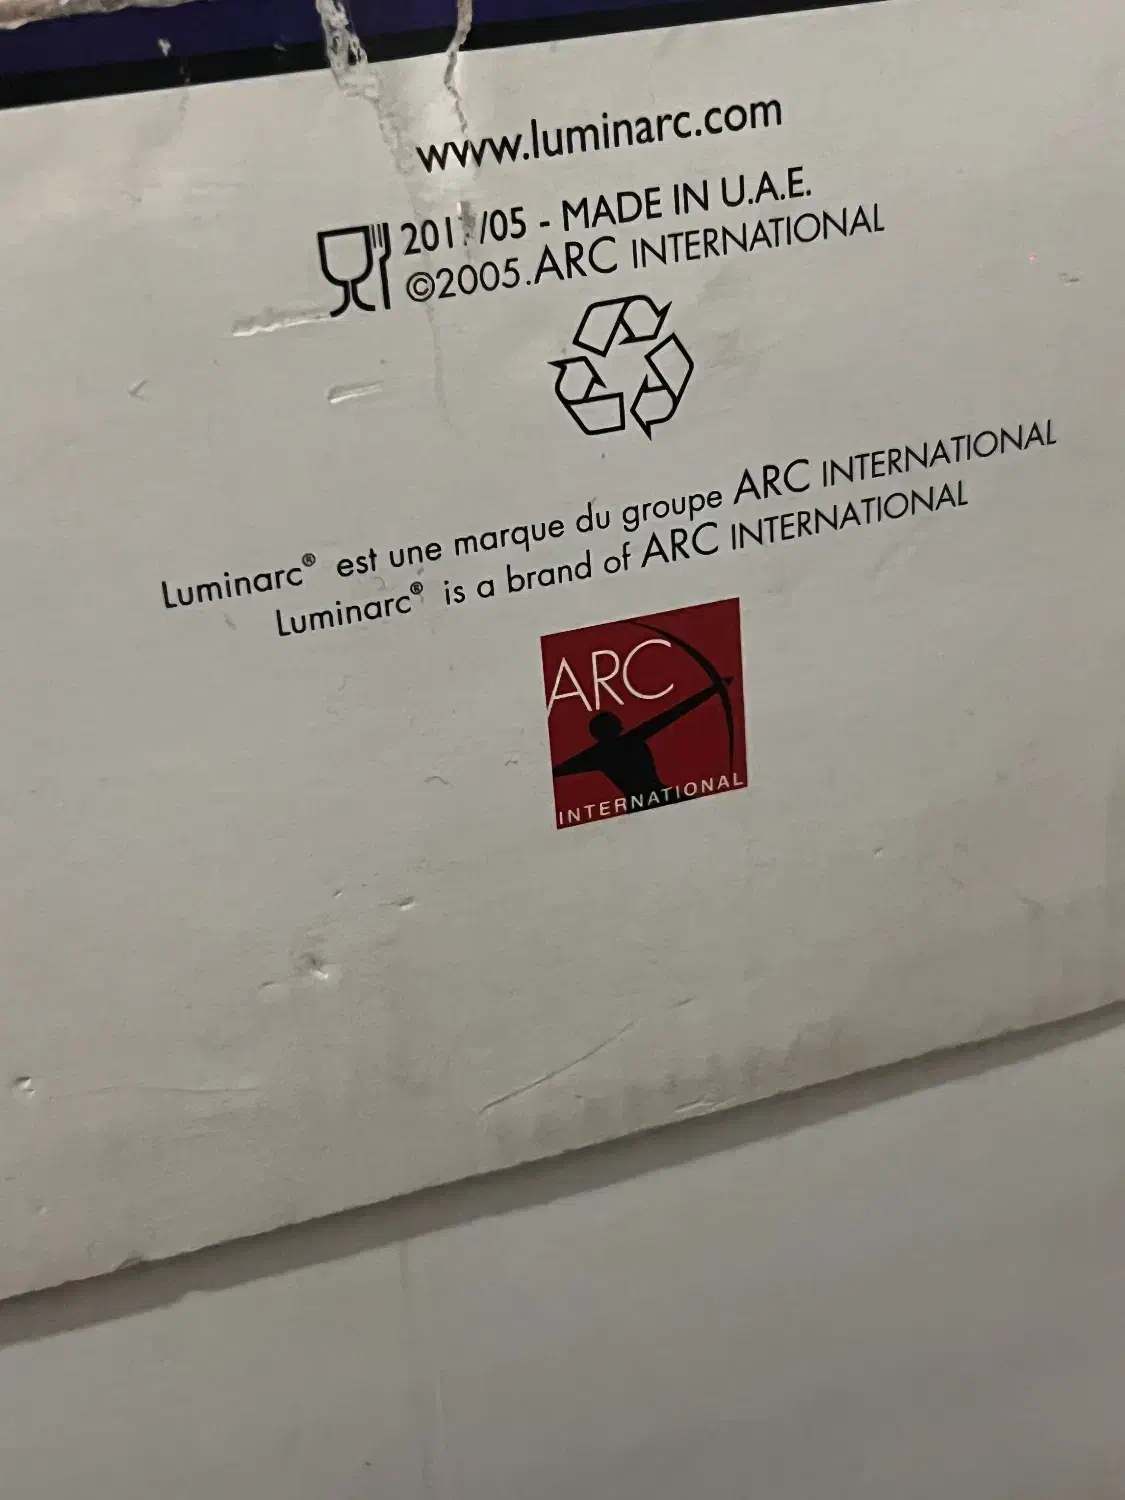 www.luminarc.com
/05 - MADE IN U.A.E.
©2005.ARC INTERNATIONAL
Luminarc® est une marque du groupe ARC INTERNATIONAL
Luminarc® is a brand of ARC INTERNATIONAL
ARC
INTERNATIONAL